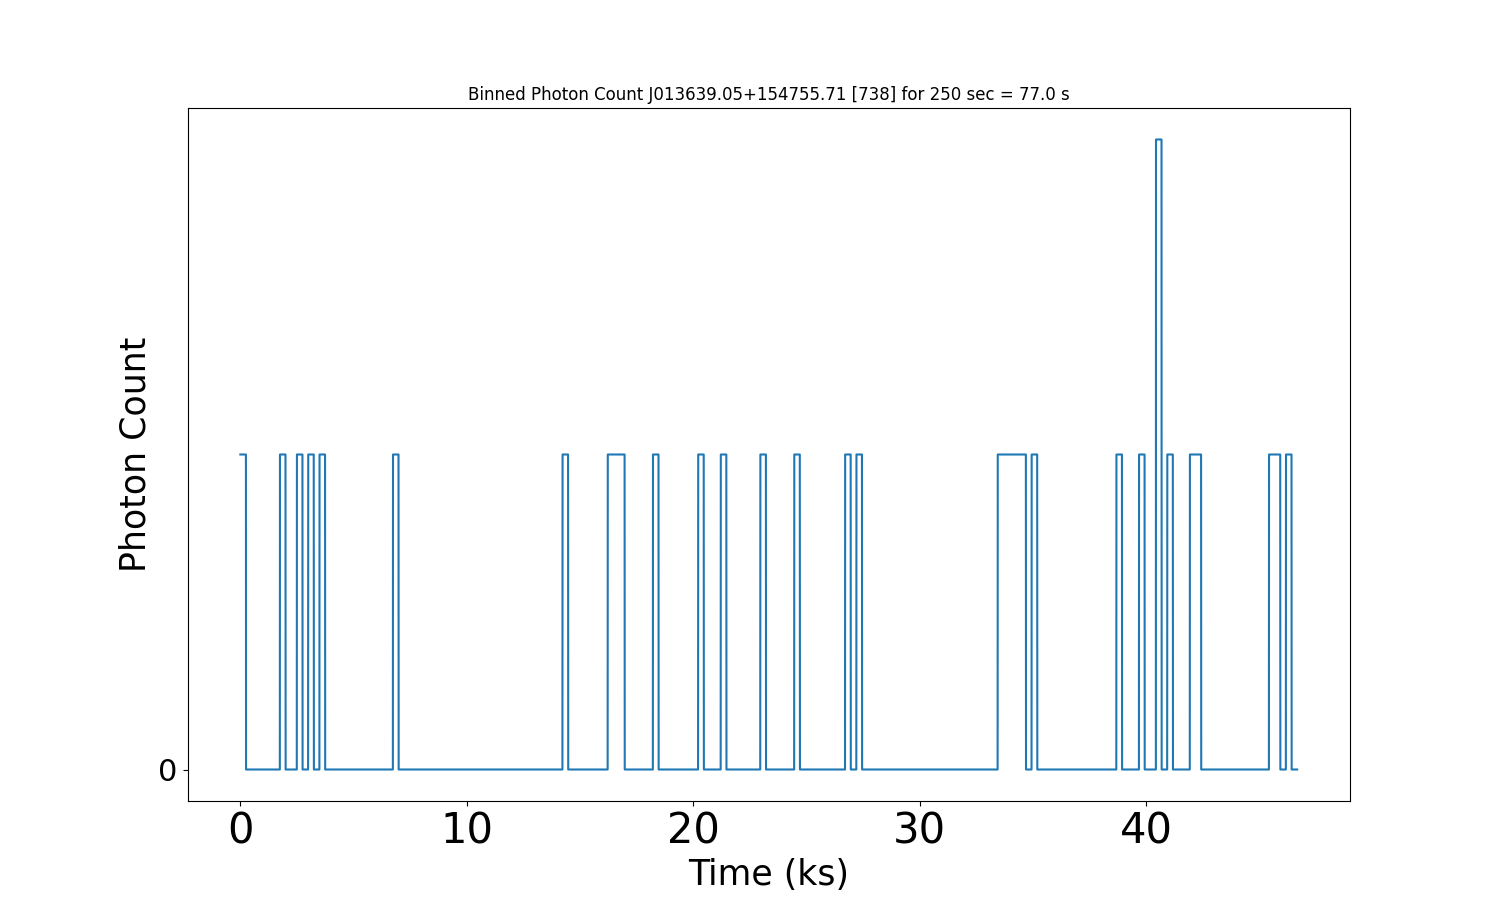 Binned Photon Count J013639.05+154755.71 [738] for 250 sec = 77.0 s
Photon Count
0
0 10 20 30 40
Time (ks)